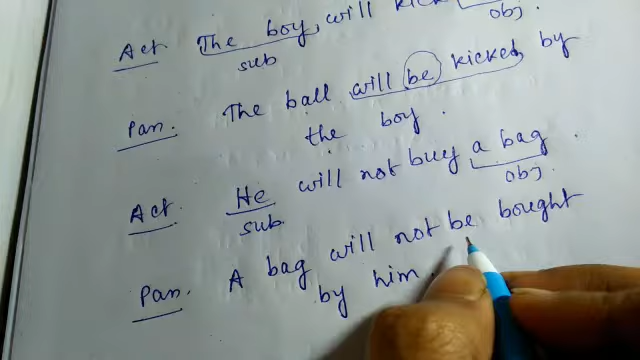 Act. The boy, will kick
sub obj.
Pan. The ball will be kicked by
the boy.
Act. He will not buy a bag.
sub. obj.
Pan. A bag will not be bought
by him.